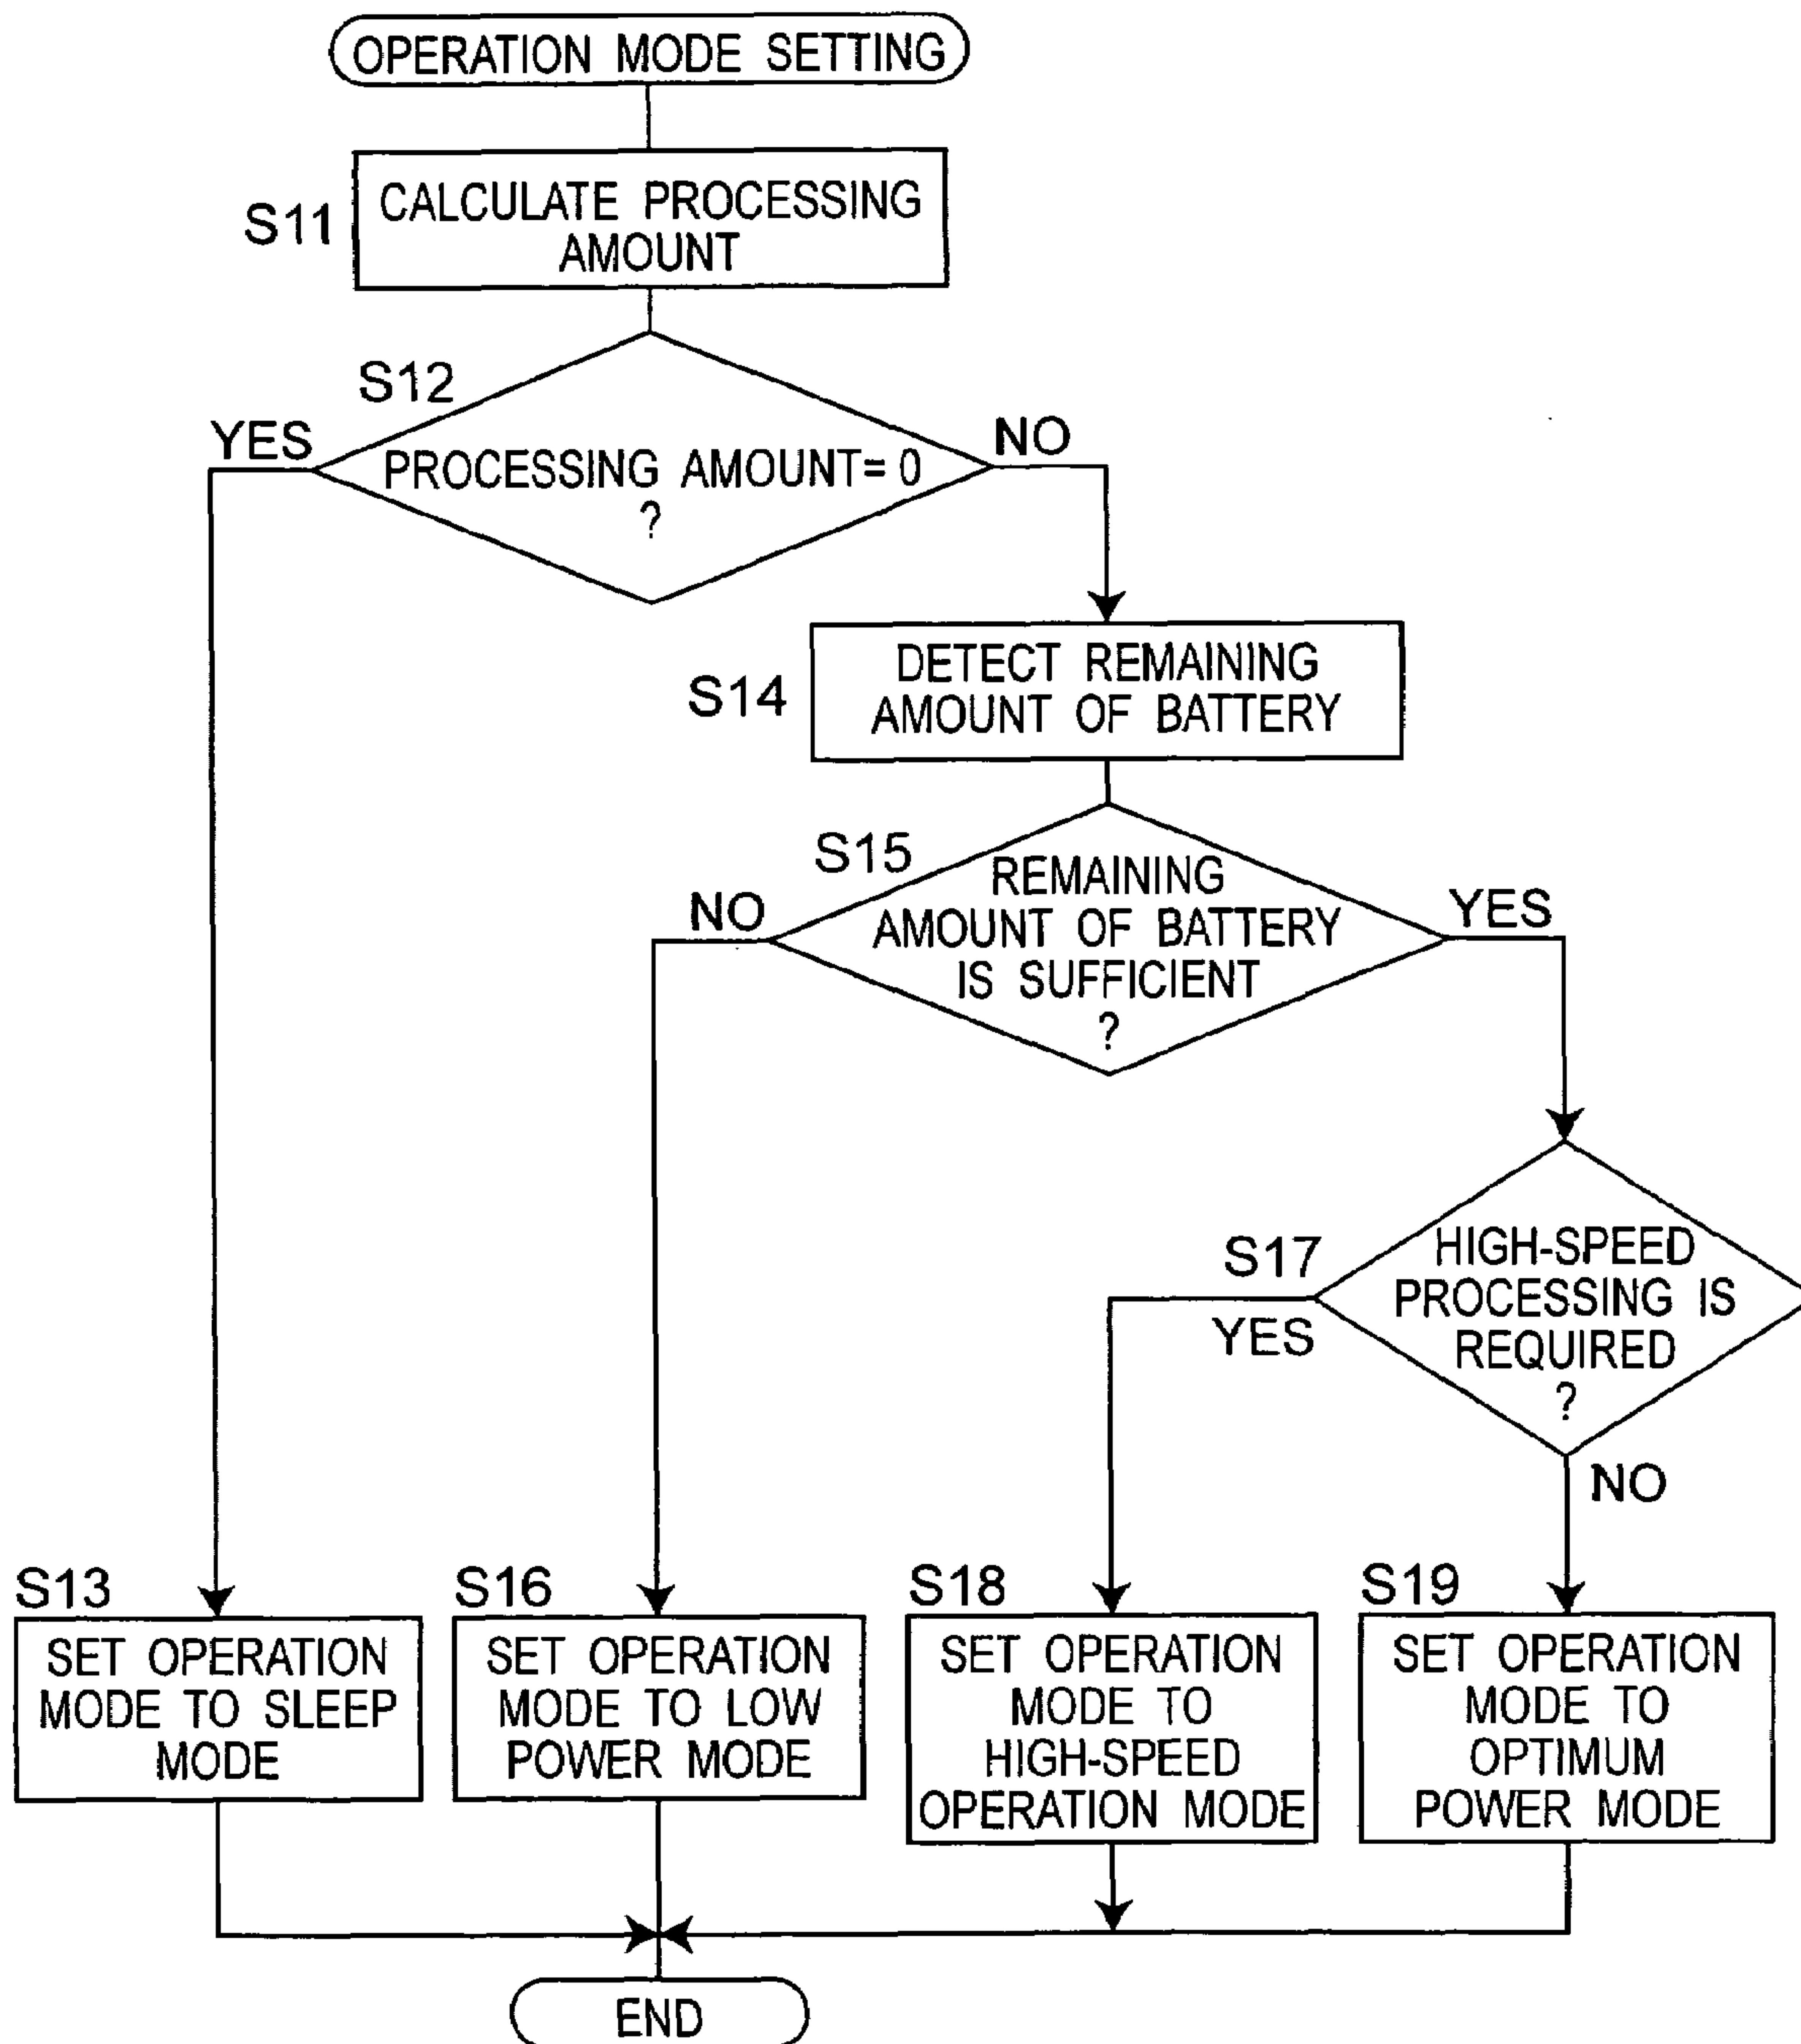 OPERATION MODE SETTING
S11
CALCULATE PROCESSING
AMOUNT
S12
YES
NO
PROCESSING AMOUNT= 0
?
S14
DETECT REMAINING
AMOUNT OF BATTERY
S15
NO
YES
REMAINING
AMOUNT OF BATTERY
IS SUFFICIENT
?
S17
YES
HIGH-SPEED
PROCESSING IS
REQUIRED
?
NO
S13
SET OPERATION
MODE TO SLEEP
MODE
S16
SET OPERATION
MODE TO LOW
POWER MODE
S18
SET OPERATION
MODE TO
HIGH-SPEED
OPERATION MODE
S19
SET OPERATION
MODE TO
OPTIMUM
POWER MODE
END